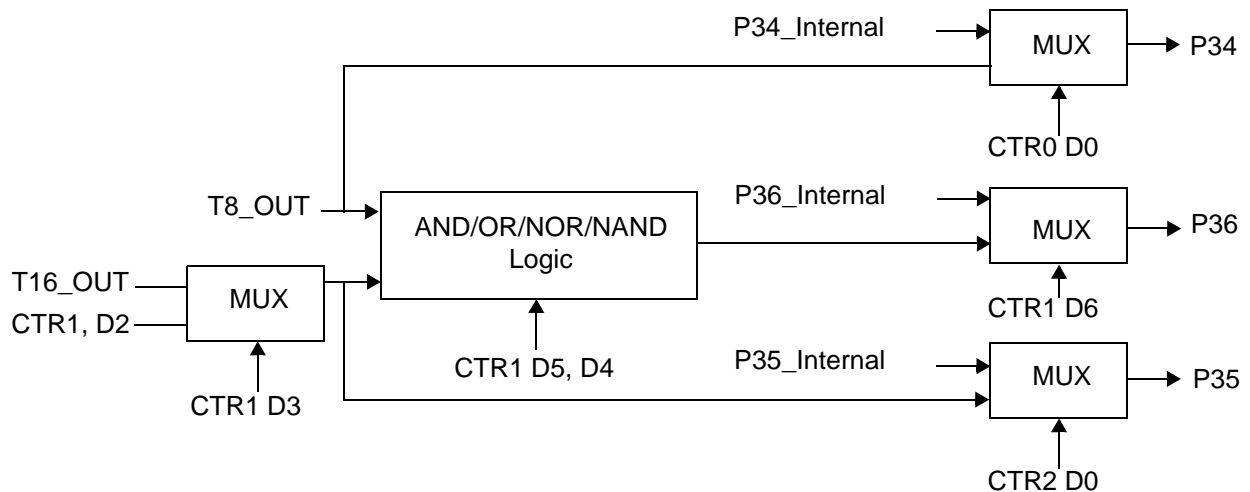 P34_Internal
MUX
P34
CTR0 D0
T8_OUT
AND/OR/NOR/NAND
Logic
P36_Internal
MUX
P36
CTR1 D6
T16_OUT
MUX
CTR1, D2
CTR1 D3
CTR1 D5, D4
P35_Internal
MUX
P35
CTR2 D0